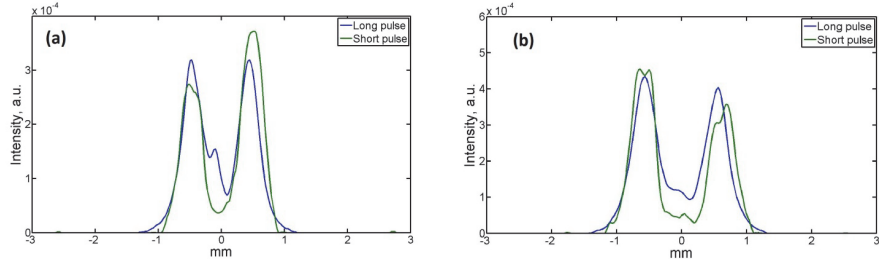 x 10⁻⁴
(a)
Long pulse
Short pulse
Intensity, a.u.
3
2
1
0
-3 -2 -1 0 1 2 3
mm
6 x 10⁻⁴
(b)
Long pulse
Short pulse
Intensity, a.u.
5
4
3
2
1
0
-3 -2 -1 0 1 2 3
mm